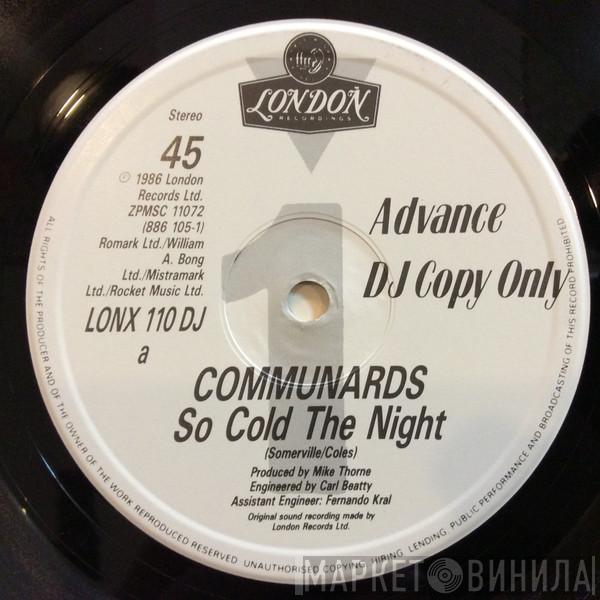 ffrr
LONDON
RECORDINGS
Stereo
45
℗ 1986 London
Records Ltd.
ZPMSC 11072
(886 105-1)
Romark Ltd./William
A. Bong
Ltd./Mistramark
Ltd./Rocket Music Ltd.
LONX 110 DJ
a
1
Advance
DJ Copy Only
COMMUNARDS
So Cold The Night
(Somerville/Coles)
Produced by Mike Thorne
Engineered by Carl Beatty
Assistant Engineer: Fernando Kral
Original sound recording made by
London Records Ltd.
ALL RIGHTS OF THE PRODUCER AND OF THE OWNER OF THE WORK REPRODUCED RESERVED. UNAUTHORISED COPYING, HIRING, LENDING, PUBLIC PERFORMANCE AND BROADCASTING OF THIS RECORD PROHIBITED
МАРКЕТ ВИНИЛА